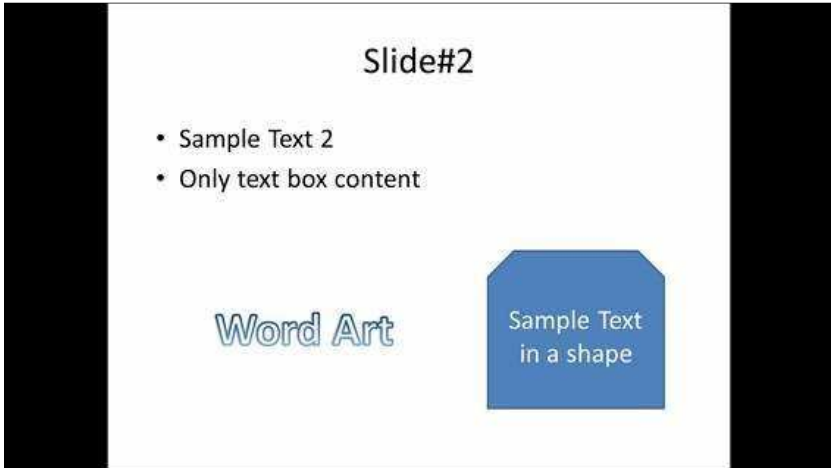 Slide#2
• Sample Text 2
• Only text box content
Word Art
Sample Text
in a shape